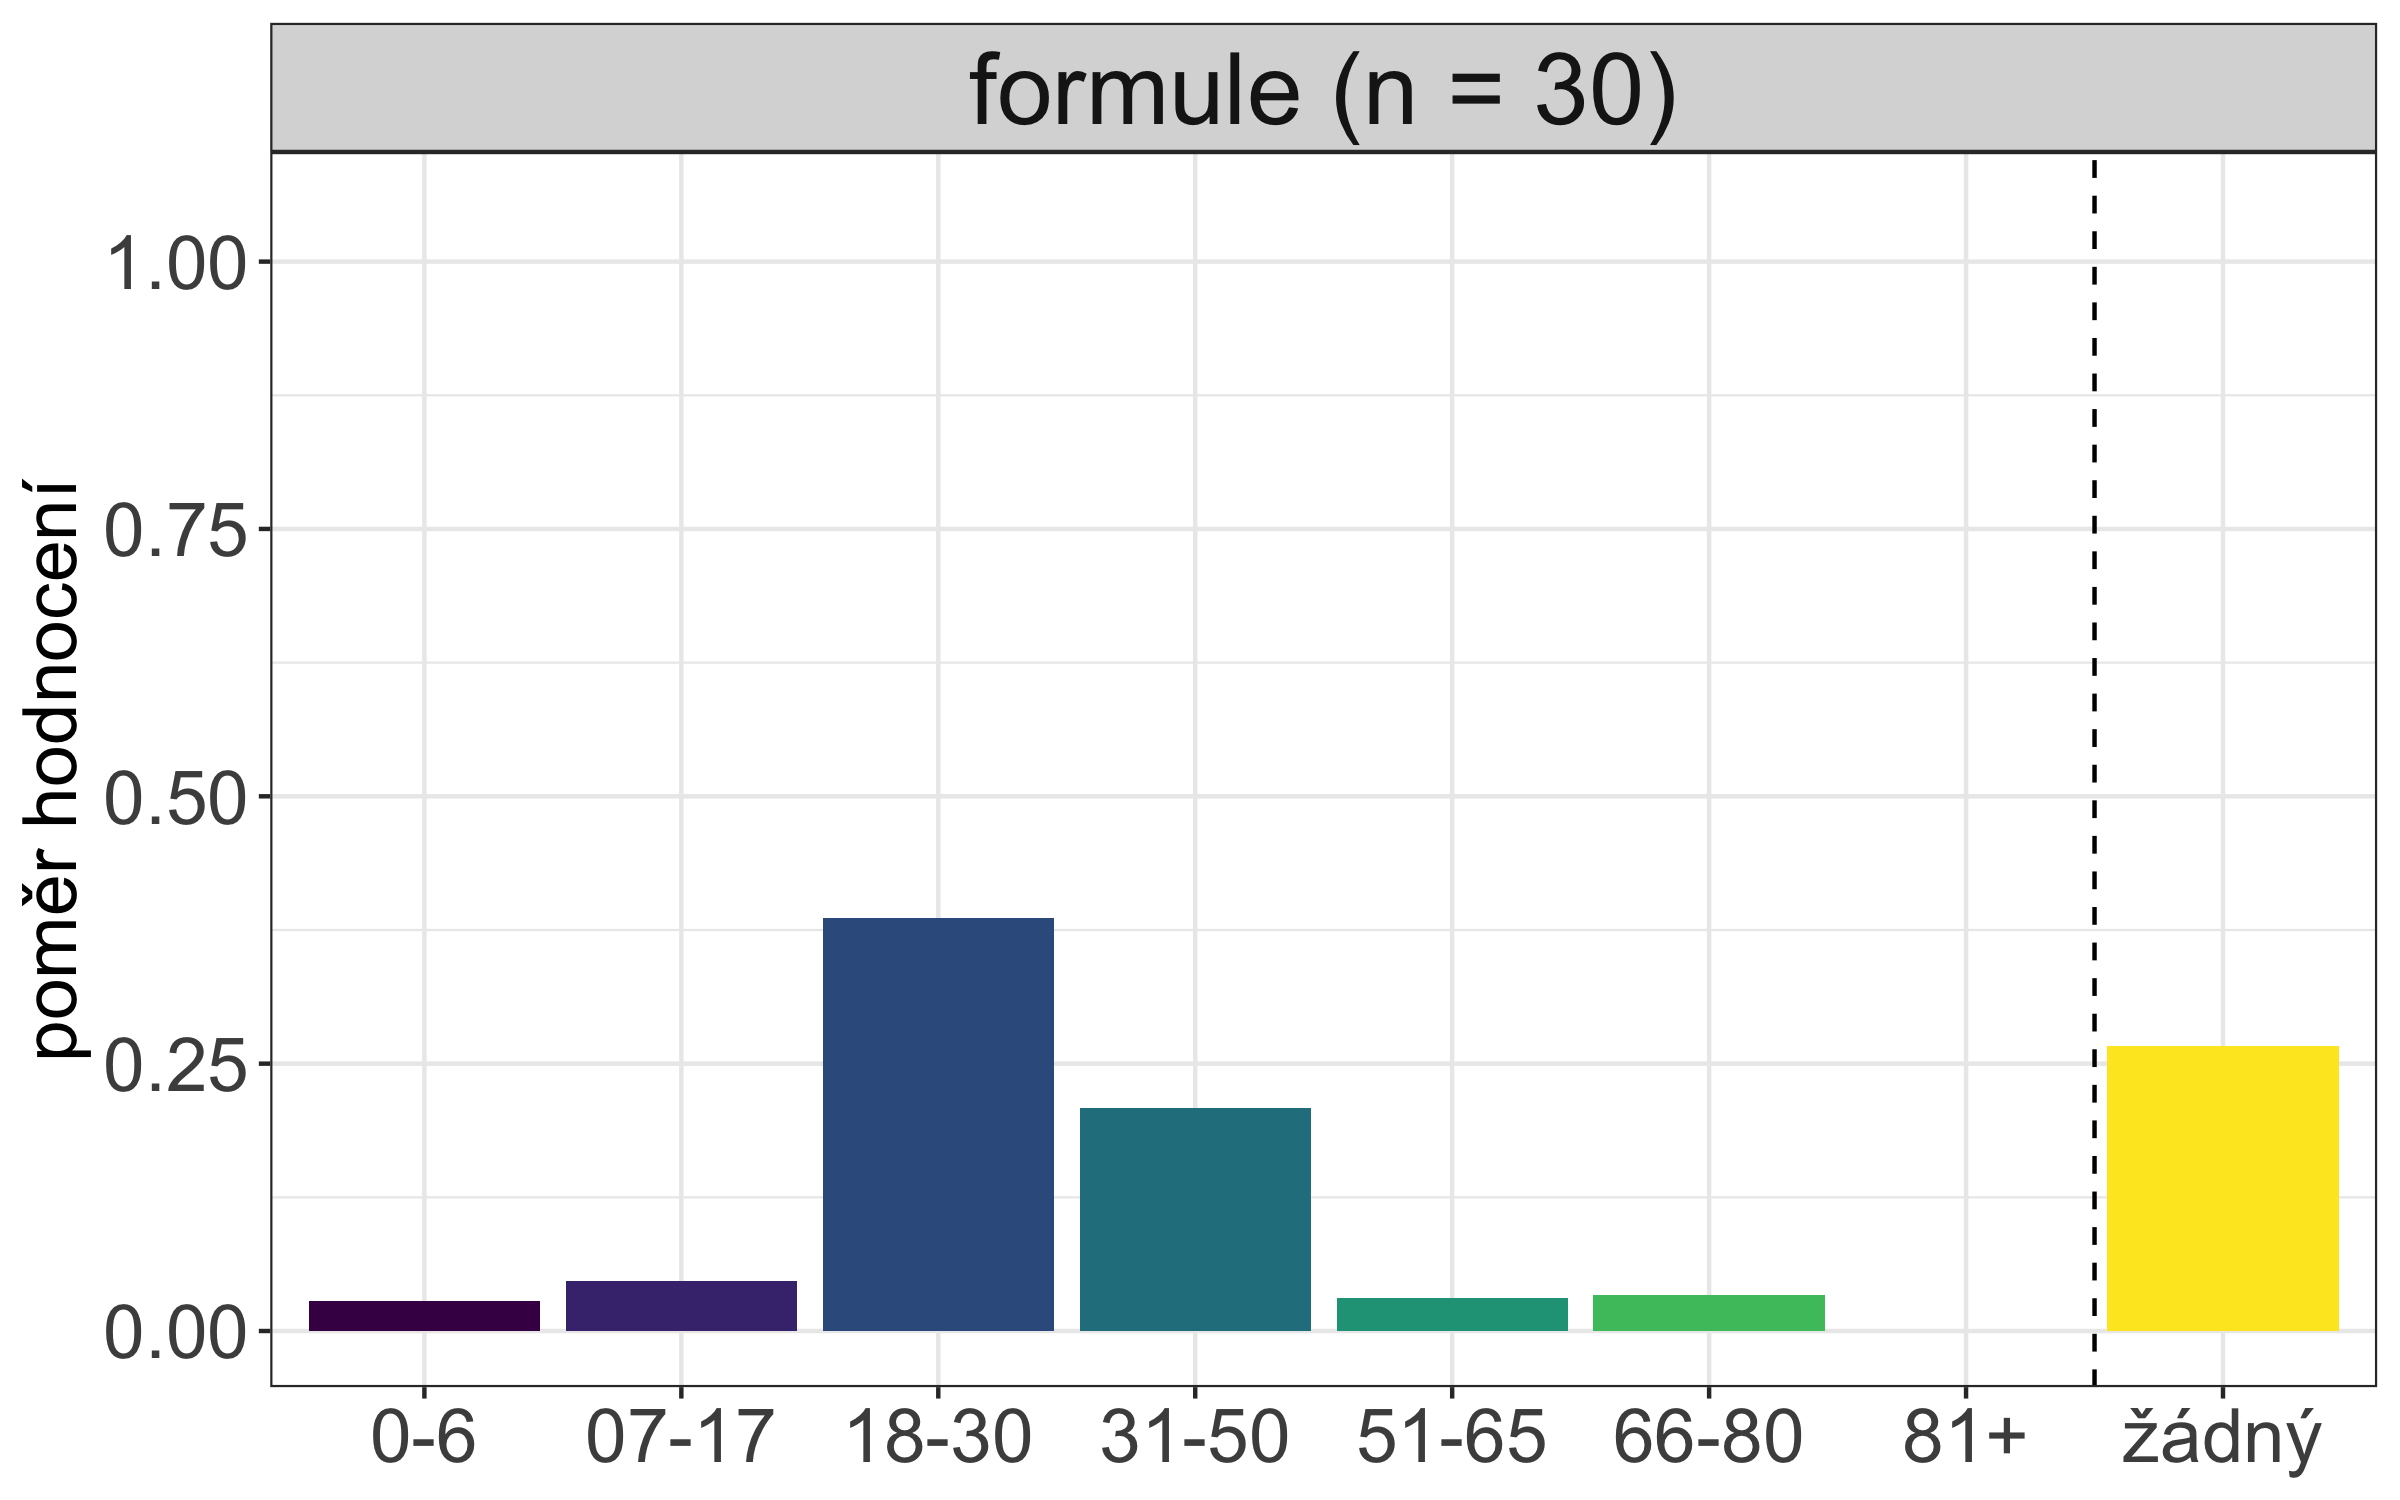 formule (n = 30)
poměr hodnocení
1.00
0.75
0.50
0.25
0.00
0-6 07-17 18-30 31-50 51-65 66-80 81+ žádný